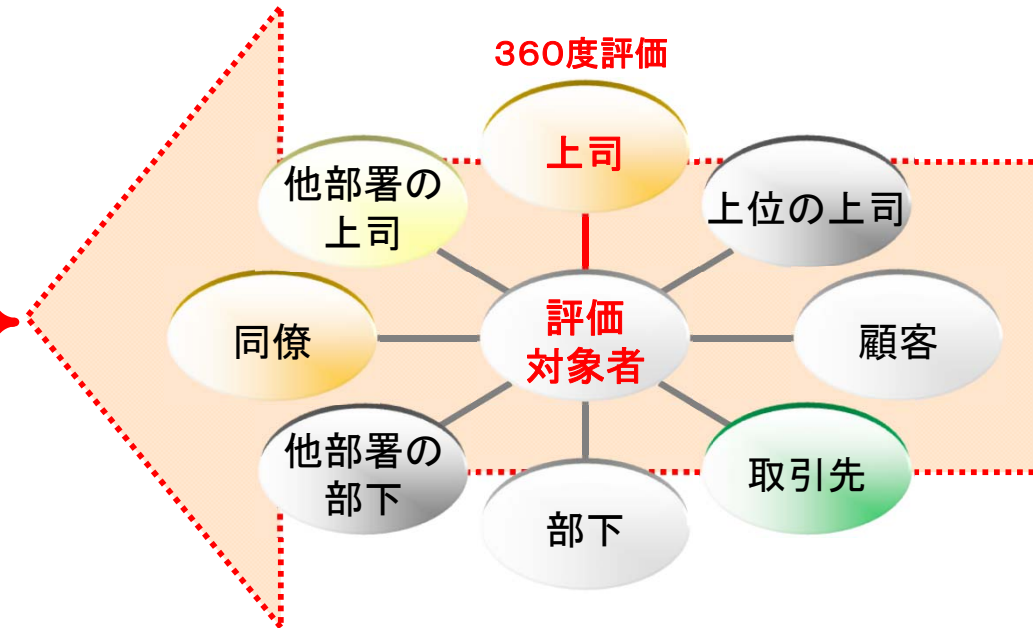 360度評価
上司
他部署の
上司
上位の上司
同僚
評価
対象者
顧客
他部署の
部下
部下
取引先